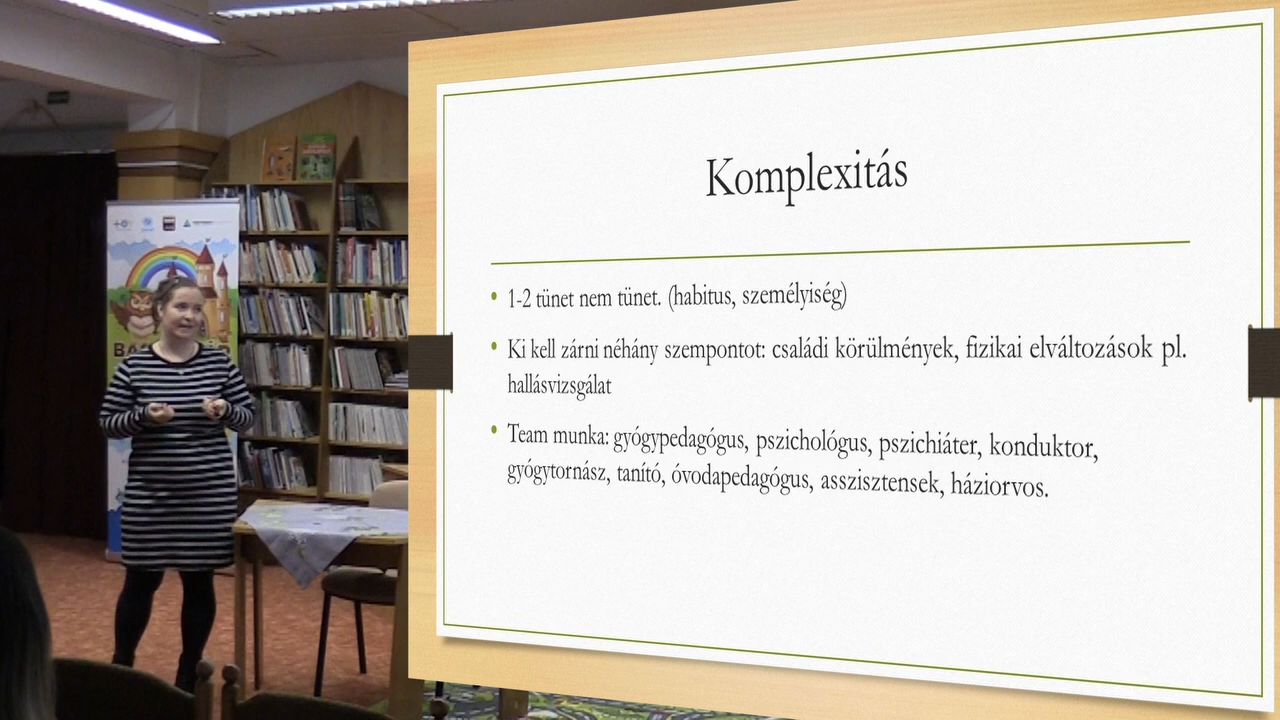 Komplexitás
• 1-2 tünet nem tünet. (habitus, személyiség)
• Ki kell zárni néhány szempontot: családi körülmények, fizikai elváltozások pl.
hallásvizsgálat
• Team munka: gyógypedagógus, pszichológus, pszichiáter, konduktor,
gyógytornász, tanító, óvodapedagógus, asszisztensek, háziorvos.